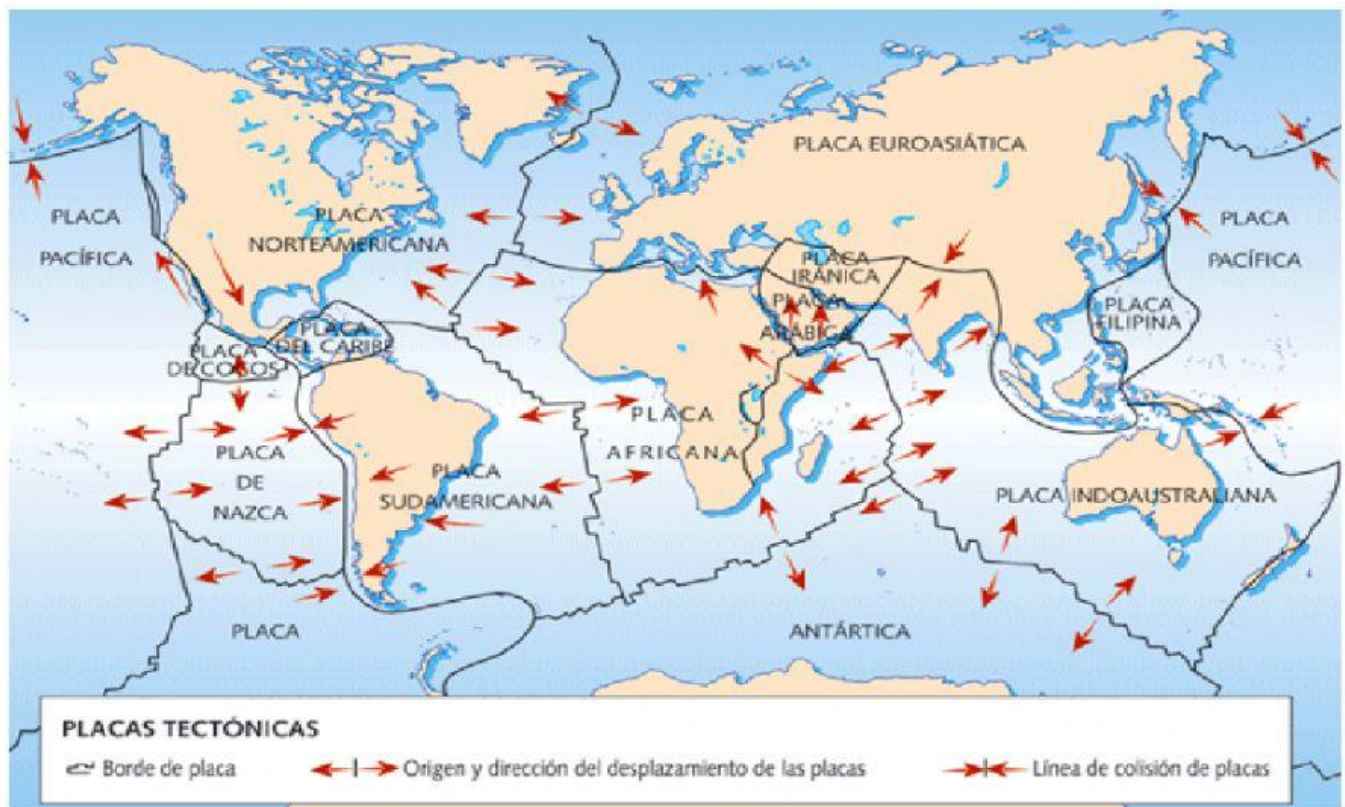 PLACA EUROASIÁTICA
PLACA
PACÍFICA
PLACA
NORTEAMERICANA
PLACA
PACÍFICA
PLACA
IRÁNICA
PLACA
ARÁBICA
PLACA
FILIPINA
PLACA
DEL CARIBE
PLACA
DE COCOS
PLACA
AFRICANA
PLACA
DE
NAZCA
PLACA
SUDAMERICANA
PLACA INDOAUSTRALIANA
PLACA
ANTÁRTICA
PLACAS TECTÓNICAS
Borde de placa
Origen y dirección del desplazamiento de las placas
Línea de colisión de placas